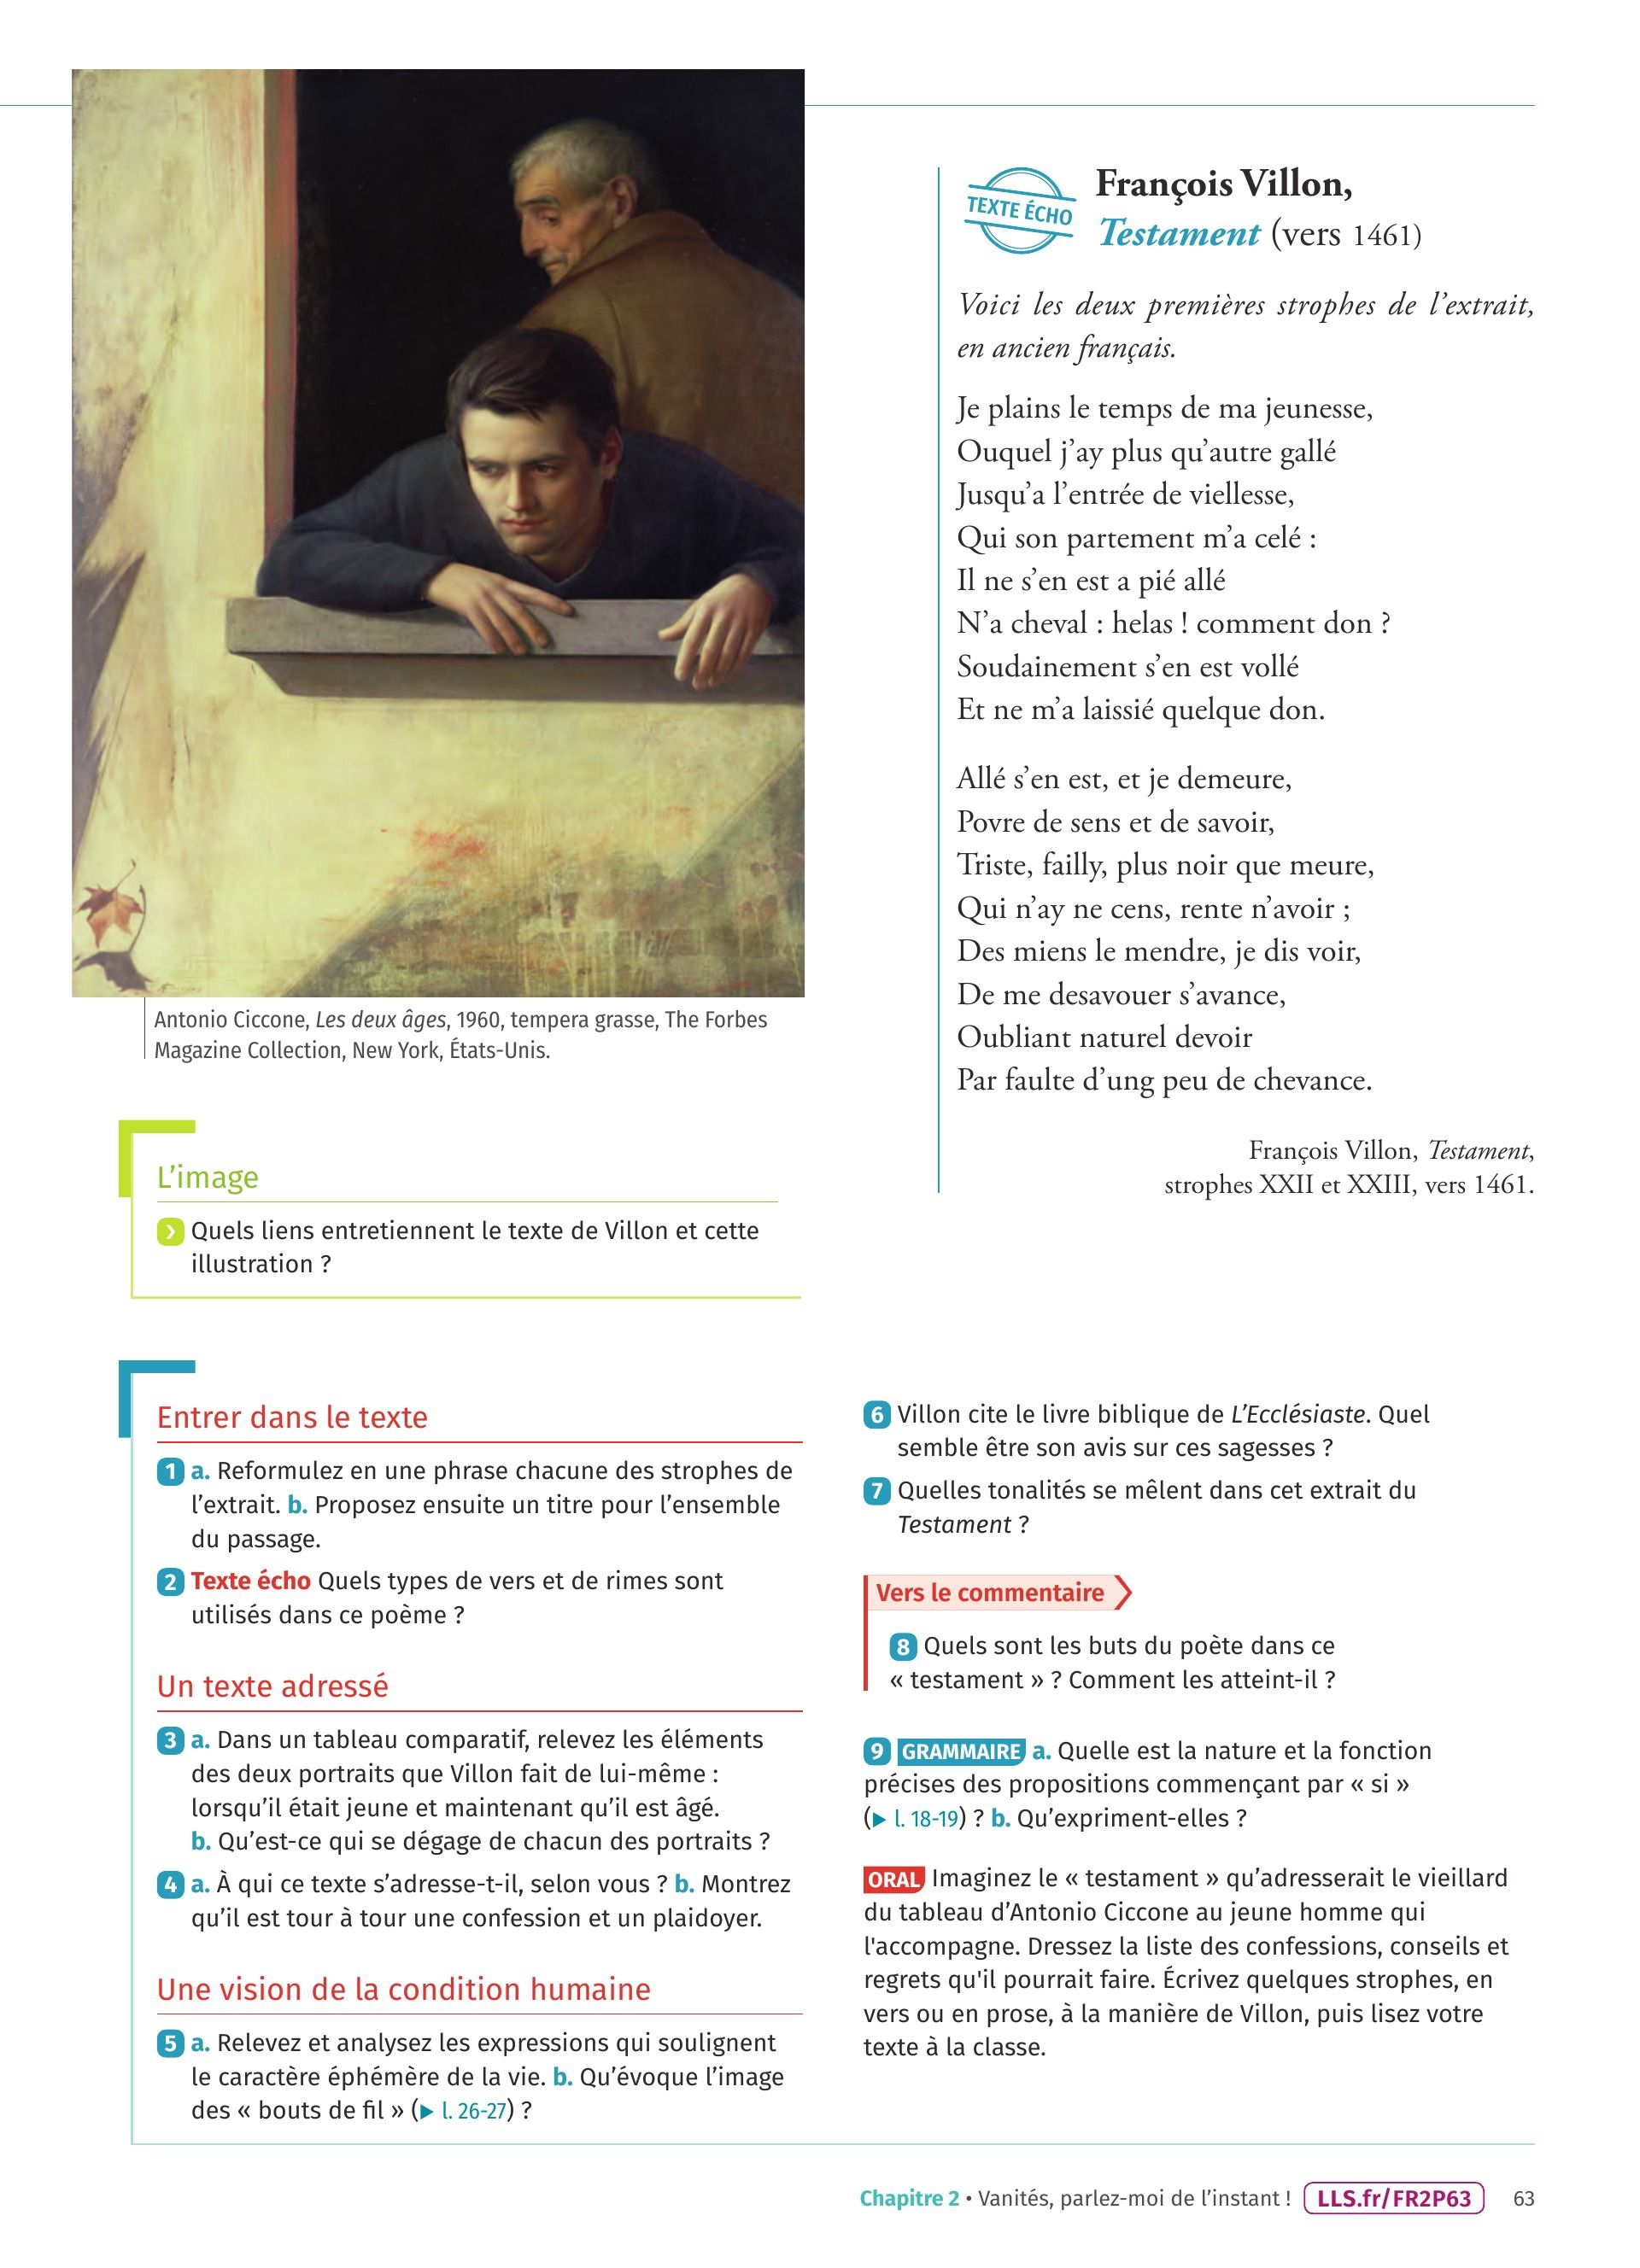 TEXTE ÉCHO
François Villon,
Testament (vers 1461)
Voici les deux premières strophes de l’extrait,
en ancien français.
Je plains le temps de ma jeunesse,
Ouquel j’ay plus qu’autre gallé
Jusqu’a l’entrée de viellesse,
Qui son partement m’a celé :
Il ne s’en est a pié allé
N’a cheval : helas ! comment don ?
Soudainement s’en est vollé
Et ne m’a laissié quelque don.
Allé s’en est, et je demeure,
Povre de sens et de savoir,
Triste, failly, plus noir que meure,
Qui n’ay ne cens, rente n’avoir ;
Des miens le mendre, je dis voir,
De me desavouer s’avance,
Oubliant naturel devoir
Par faulte d’ung peu de chevance.
François Villon, Testament,
strophes XXII et XXIII, vers 1461.
Antonio Ciccone, Les deux âges, 1960, tempera grasse, The Forbes
Magazine Collection, New York, États-Unis.
L’image
Quels liens entretiennent le texte de Villon et cette
illustration ?
Entrer dans le texte
1 a. Reformulez en une phrase chacune des strophes de
l’extrait. b. Proposez ensuite un titre pour l’ensemble
du passage.
2 Texte écho Quels types de vers et de rimes sont
utilisés dans ce poème ?
Un texte adressé
3 a. Dans un tableau comparatif, relevez les éléments
des deux portraits que Villon fait de lui-même :
lorsqu’il était jeune et maintenant qu’il est âgé.
b. Qu’est-ce qui se dégage de chacun des portraits ?
4 a. À qui ce texte s’adresse-t-il, selon vous ? b. Montrez
qu’il est tour à tour une confession et un plaidoyer.
Une vision de la condition humaine
5 a. Relevez et analysez les expressions qui soulignent
le caractère éphémère de la vie. b. Qu’évoque l’image
des « bouts de fil » (▶ l. 26-27) ?
6 Villon cite le livre biblique de L’Ecclésiaste. Quel
semble être son avis sur ces sagesses ?
7 Quelles tonalités se mêlent dans cet extrait du
Testament ?
Vers le commentaire
8 Quels sont les buts du poète dans ce
« testament » ? Comment les atteint-il ?
9 GRAMMAIRE a. Quelle est la nature et la fonction
précises des propositions commençant par « si »
(▶ l. 18-19) ? b. Qu’expriment-elles ?
ORAL Imaginez le « testament » qu’adresserait le vieillard
du tableau d’Antonio Ciccone au jeune homme qui
l'accompagne. Dressez la liste des confessions, conseils et
regrets qu'il pourrait faire. Écrivez quelques strophes, en
vers ou en prose, à la manière de Villon, puis lisez votre
texte à la classe.
Chapitre 2 • Vanités, parlez-moi de l’instant ! LLS.fr/FR2P63 63